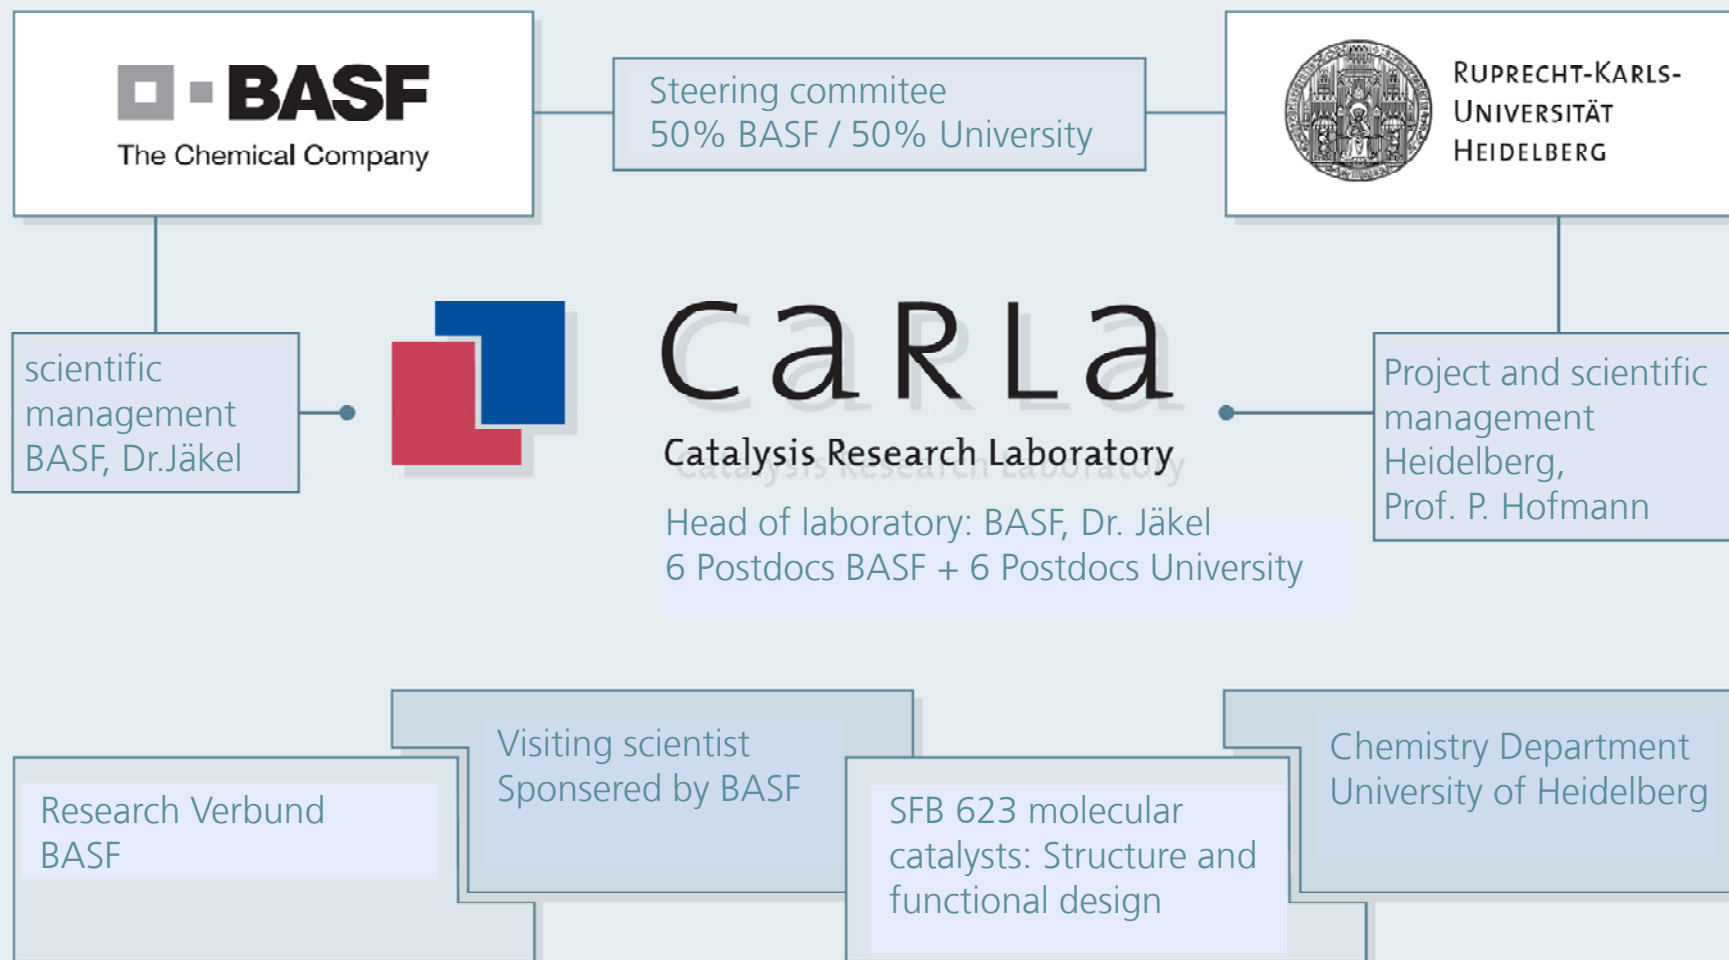 BASF
The Chemical Company
Steering commitee
50% BASF / 50% University
RUPRECHT-KARLS-
UNIVERSITÄT
HEIDELBERG
scientific
management
BASF, Dr.Jäkel
CaRLa
Catalysis Research Laboratory
Head of laboratory: BASF, Dr. Jäkel
6 Postdocs BASF + 6 Postdocs University
Project and scientific
management
Heidelberg,
Prof. P. Hofmann
Research Verbund
BASF
Visiting scientist
Sponsered by BASF
SFB 623 molecular
catalysts: Structure and
functional design
Chemistry Department
University of Heidelberg